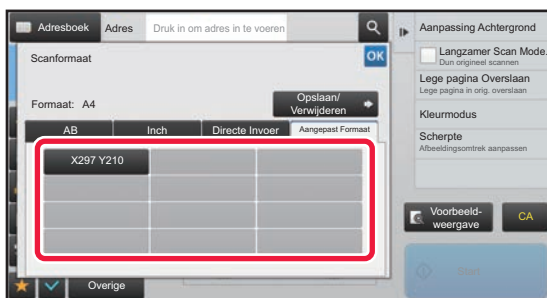 Adresboek
Adres
Druk in om adres in te voeren
Scanformaat
OK
Formaat: A4
Opslaan/
Verwijderen
AB
Inch
Directe Invoer
Aangepast Formaat
X297 Y210
Overige
Aanpassing Achtergrond
Langzamer Scan Mode.
Dun origineel scannen
Lege pagina Overslaan
Lege pagina in orig. overslaan
Kleurmodus
Scherpte
Afbeeldingsomtrek aanpassen
Voorbeeld-
weergave
CA
Start